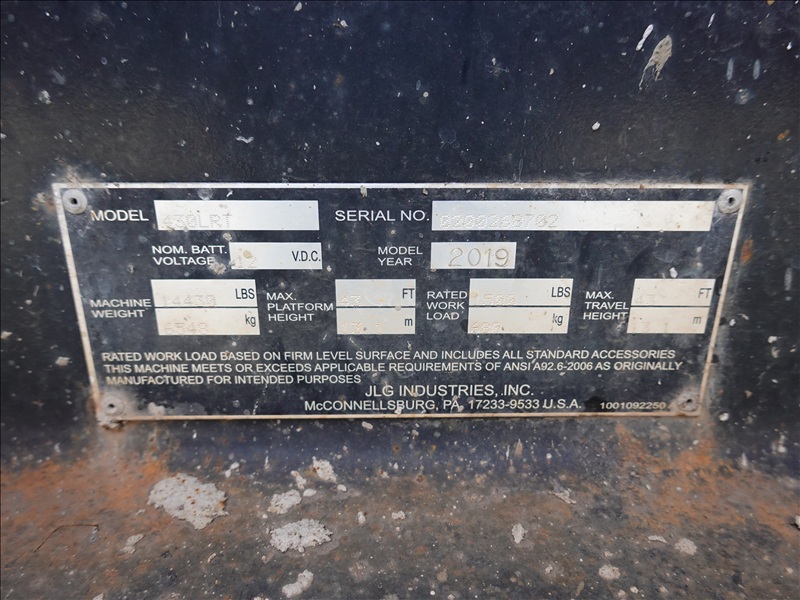 MODEL 430LRT SERIAL NO.
NOM. BATT. VOLTAGE 12 V.D.C. MODEL YEAR 2019
MACHINE WEIGHT 14430 LBS kg MAX. PLATFORM HEIGHT 43 FT m RATED WORK LOAD LBS kg MAX. TRAVEL HEIGHT FT m
RATED WORK LOAD BASED ON FIRM LEVEL SURFACE AND INCLUDES ALL STANDARD ACCESSORIES
THIS MACHINE MEETS OR EXCEEDS APPLICABLE REQUIREMENTS OF ANSI A92.6-2006 AS ORIGINALLY
MANUFACTURED FOR INTENDED PURPOSES
JLG INDUSTRIES, INC.
McCONNELLSBURG, PA. 17233-9533 U.S.A. 1001092250